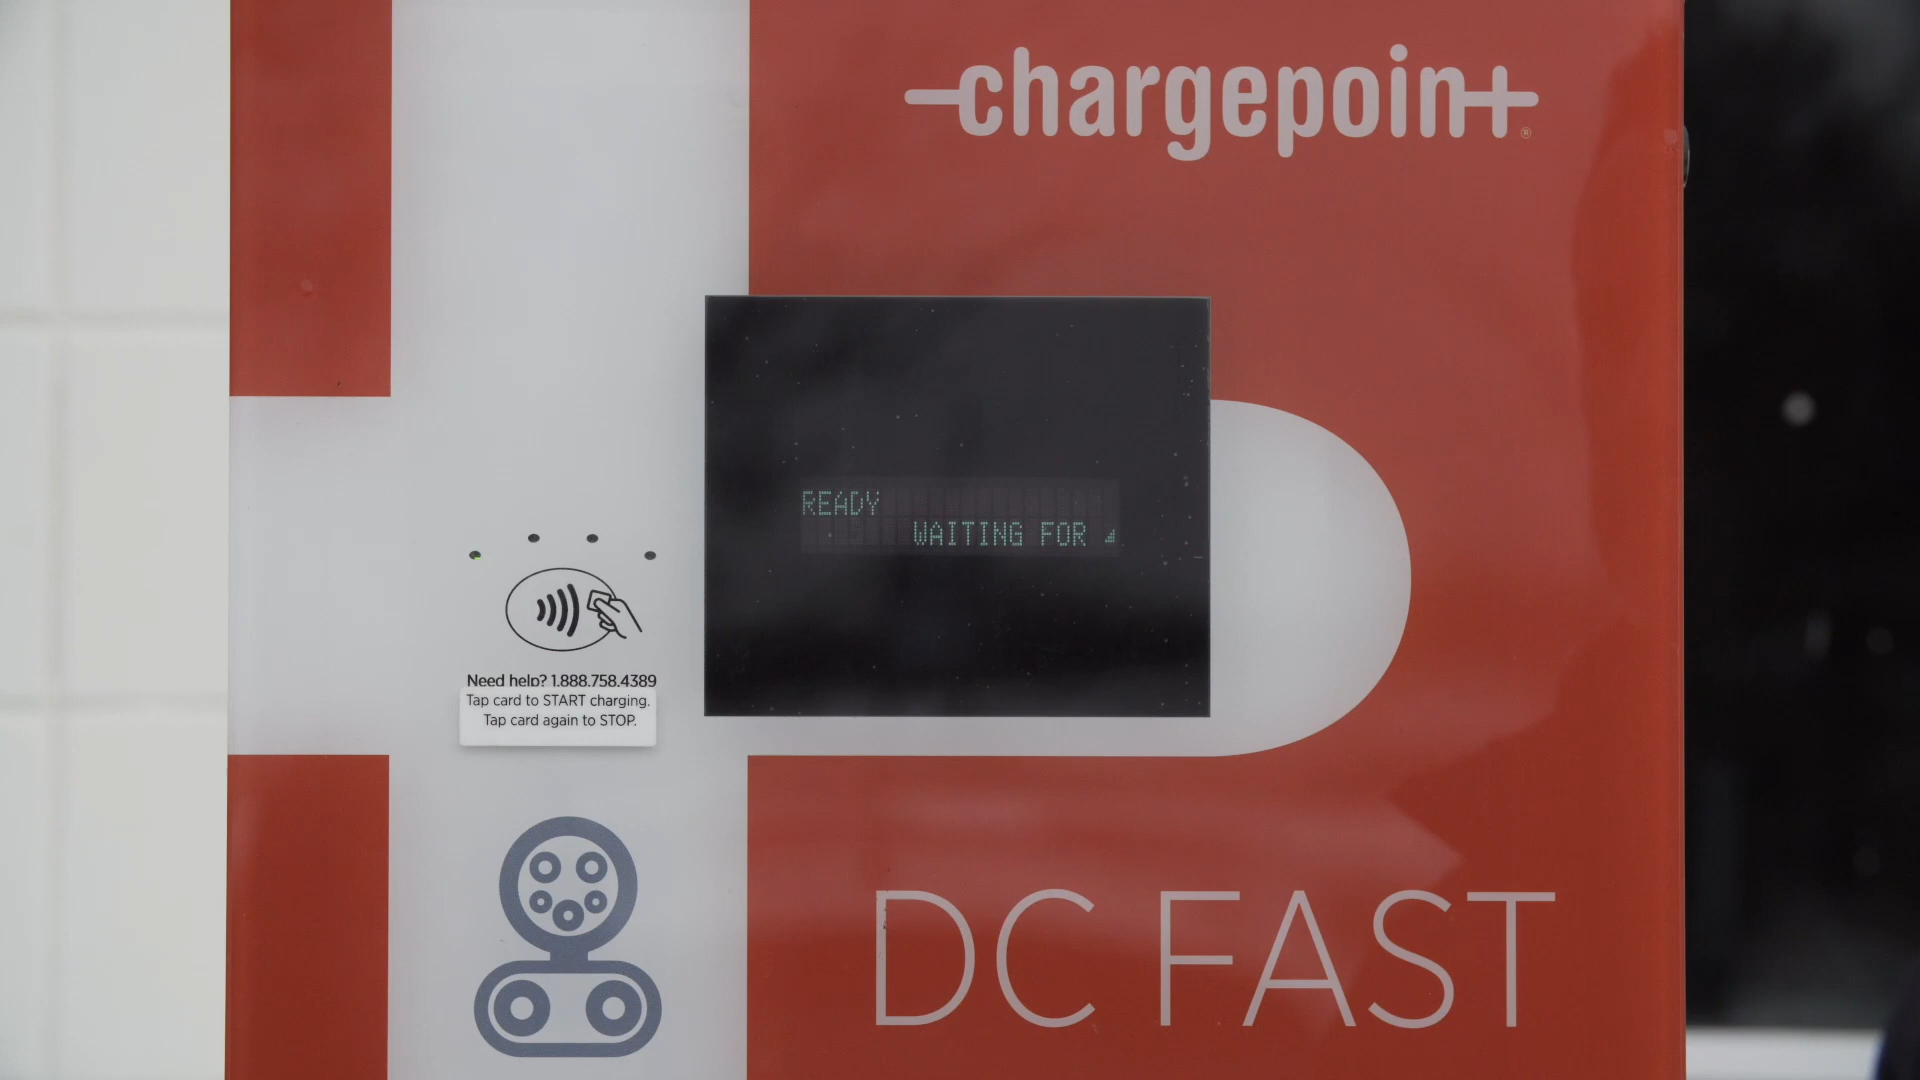 chargepoint®
READY
WAITING FOR
Need help? 1.888.758.4389
Tap card to START charging.
Tap card again to STOP.
DC FAST